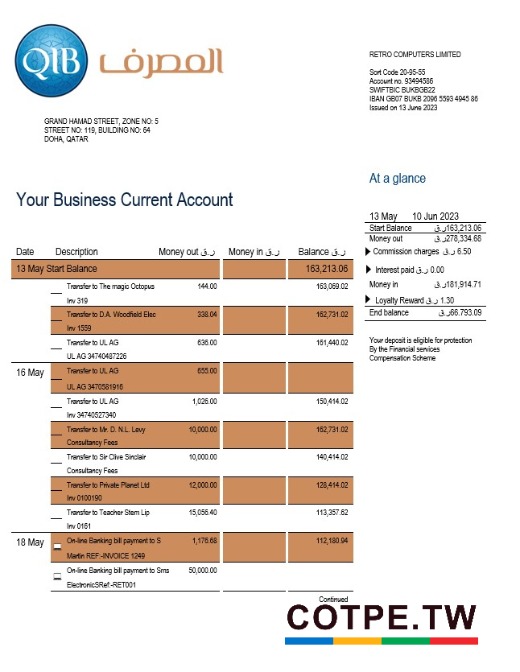 QIB المصرف
RETRO COMPUTERS LIMITED
Sort Code 20-95-55
Account no. 93494586
SWIFTBIC BUKBGB22
IBAN GB07 BUKB 2096 5593 4945 86
Issued on 13 June 2023
GRAND HAMAD STREET, ZONE NO: 5
STREET NO: 119, BUILDING NO: 64
DOHA, QATAR
At a glance
Your Business Current Account
13 May 10 Jun 2023
Start Balance ر.ق163,213.06
Money out ر.ق278,334.68
Commission charges ر.ق 6.50
Interest paid ر.ق 0.00
Money in ر.ق181,914.71
Loyalty Reward ر.ق 1.30
End balance ر.ق66.793.09
Your deposit is eligible for protection
By the Financial services
Compensation Scheme
Date Description Money out ر.ق Money in ر.ق Balance ر.ق
13 May Start Balance 163,213.06
Transfer to The magic Octopus 144.00 163,069.02
Inv 319
Transfer to D.A. Woodfield Elec 338.04 162,731.02
Inv 1559
Transfer to UL AG 636.00 161,440.02
UL AG 34740487226
16 May Transfer to UL AG 655.00
UL AG 3470581916
Transfer to UL AG 1,026.00 150,414.02
Inv 34740527340
Transfer to Mr. D. N.L. Levy 10,000.00 162,731.02
Consultancy Fees
Transfer to Sir Clive Sinclair 10,000.00 140,414.02
Consultancy Fees
Transfer to Private Planet Ltd 12,000.00 128,414.02
Inv 0100190
Transfer to Teacher Stern Lip 15,056.40 113,357.62
Inv 0161
18 May On-line Banking bill payment to S 1,176.68 112,180.94
Martin REF:-INVOICE 1249
On-line Banking bill payment to Sms 50,000.00
ElectronicSRef:-RET001
Continued
COTPE.TW